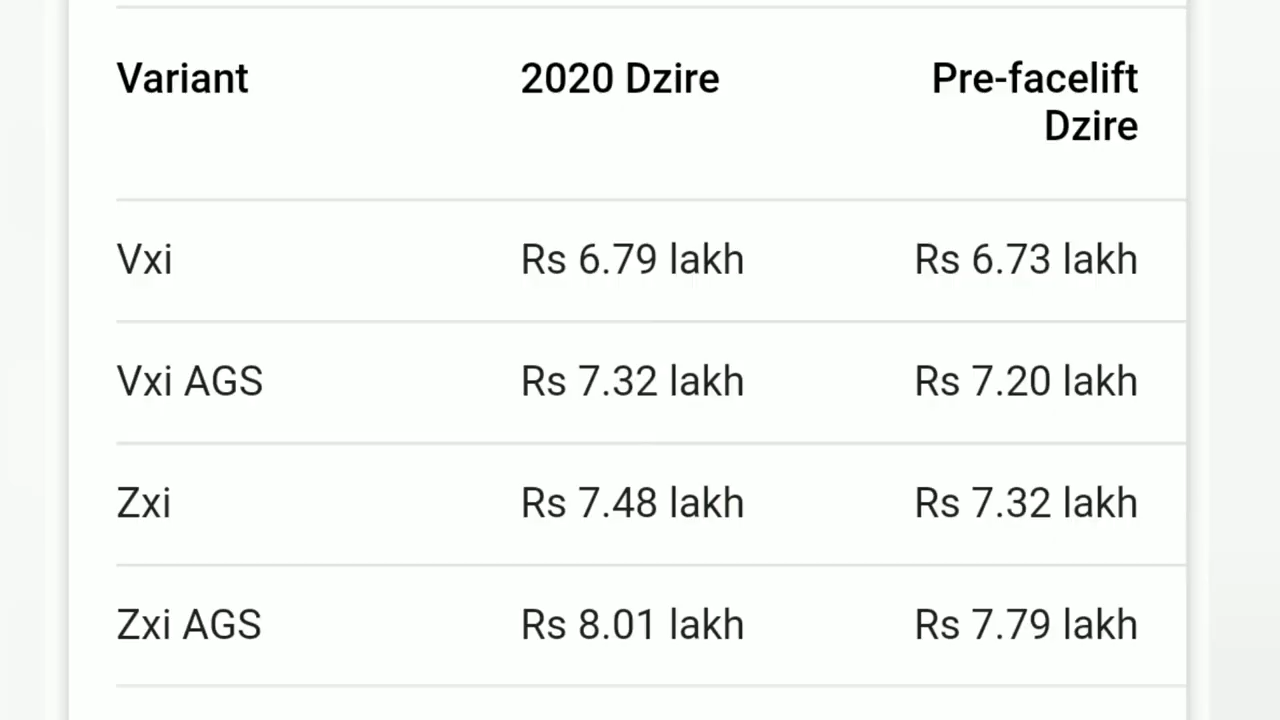 Variant 2020 Dzire Pre-facelift
Dzire
Vxi Rs 6.79 lakh Rs 6.73 lakh
Vxi AGS Rs 7.32 lakh Rs 7.20 lakh
Zxi Rs 7.48 lakh Rs 7.32 lakh
Zxi AGS Rs 8.01 lakh Rs 7.79 lakh